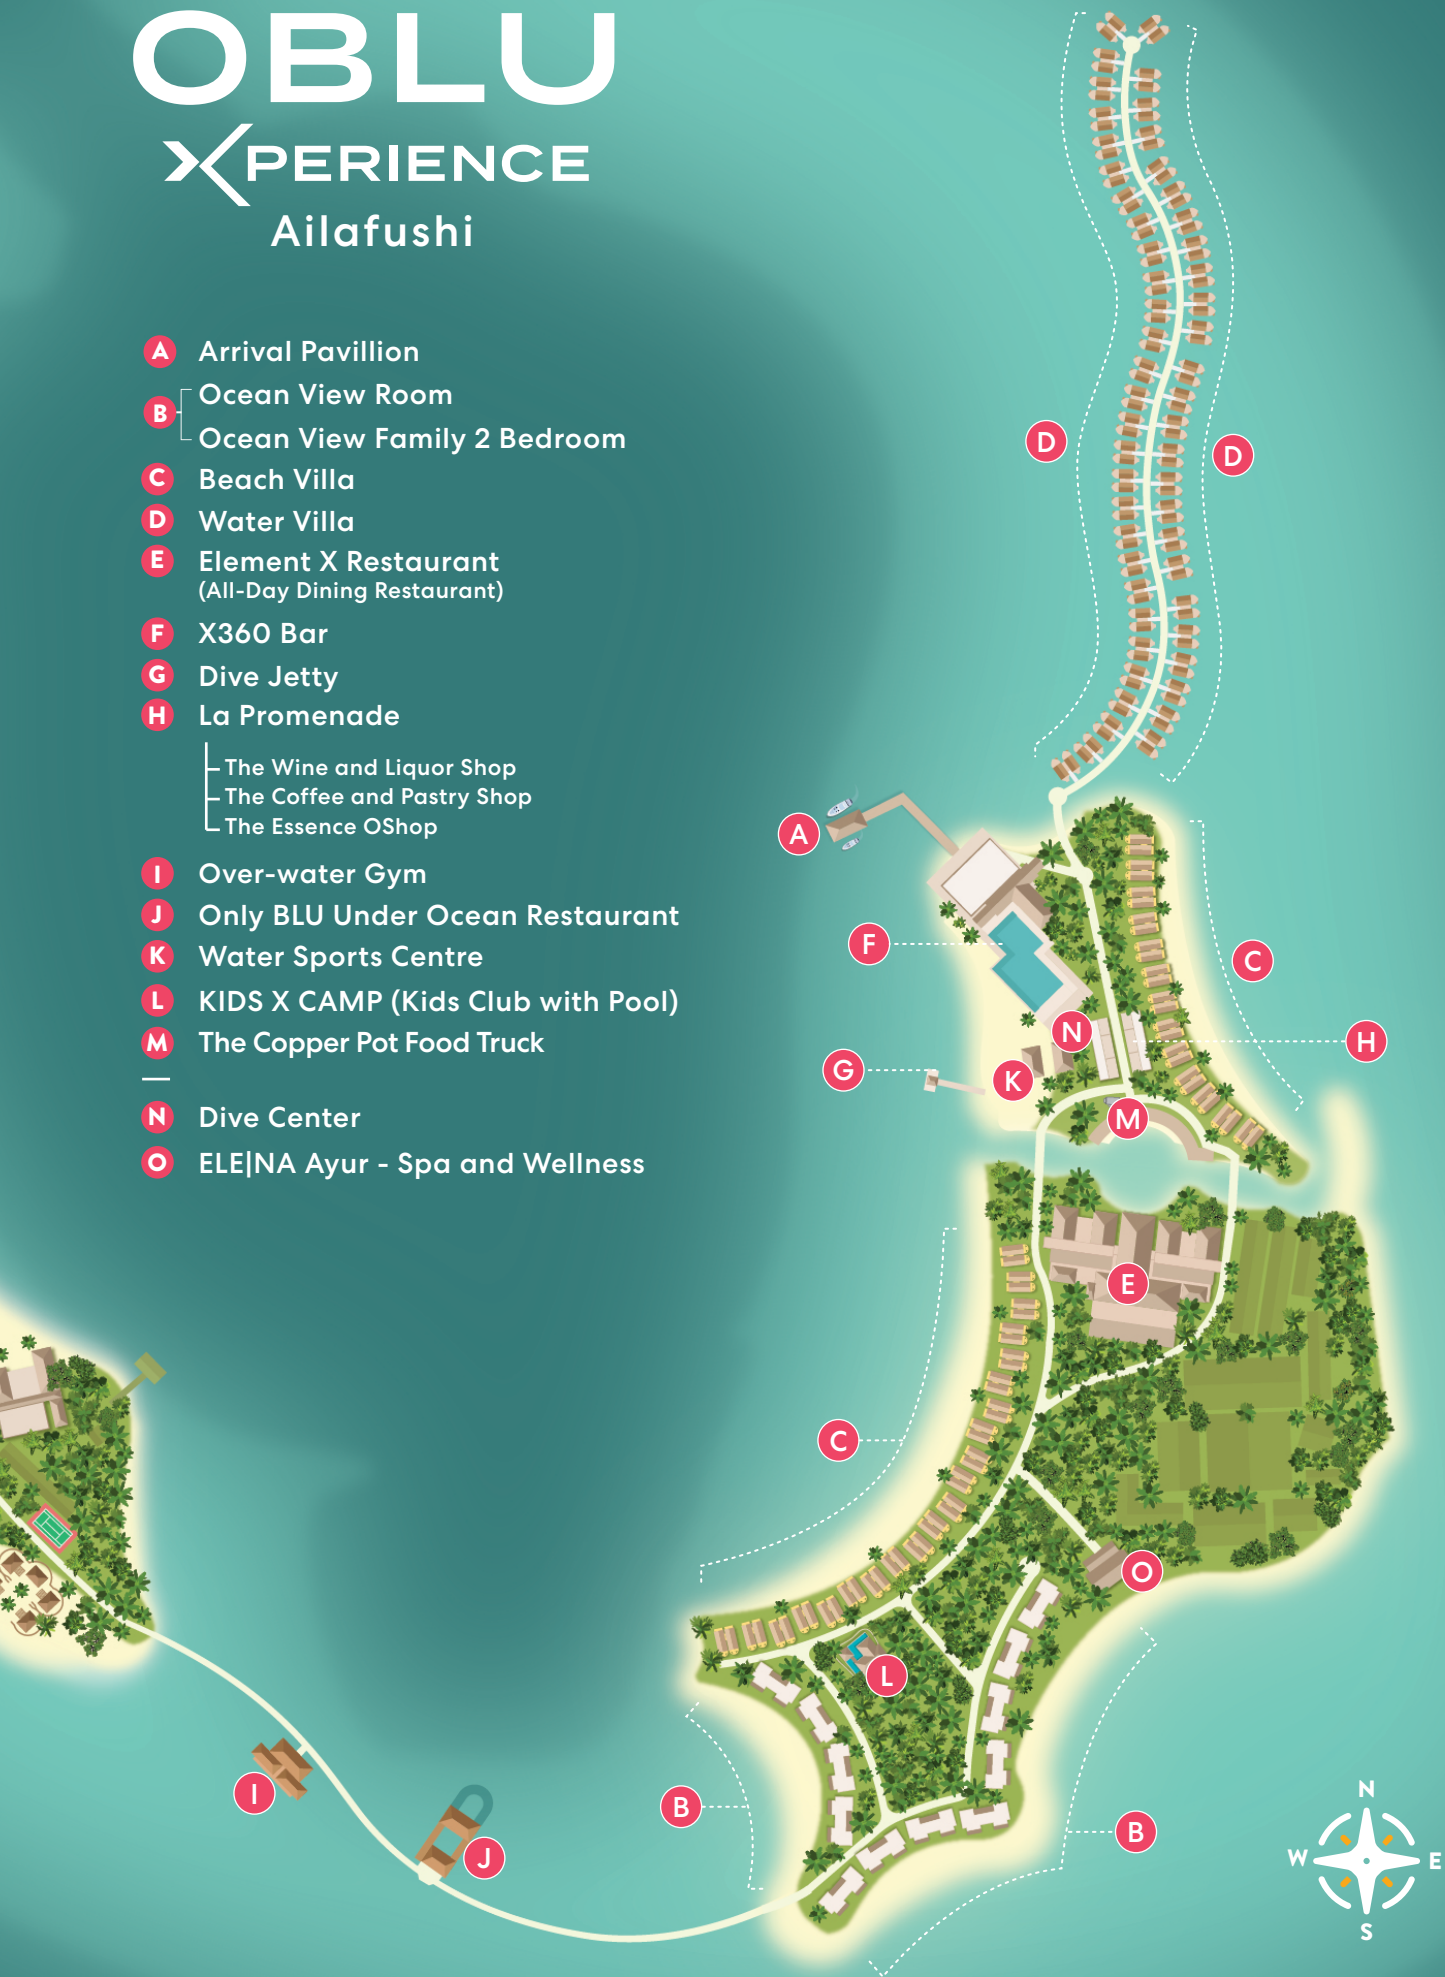 OBLU
XPERIENCE
Ailafushi
A Arrival Pavillion
B Ocean View Room
Ocean View Family 2 Bedroom
C Beach Villa
D Water Villa
E Element X Restaurant
(All-Day Dining Restaurant)
F X360 Bar
G Dive Jetty
H La Promenade
The Wine and Liquor Shop
The Coffee and Pastry Shop
The Essence OShop
I Over-water Gym
J Only BLU Under Ocean Restaurant
K Water Sports Centre
L KIDS X CAMP (Kids Club with Pool)
M The Copper Pot Food Truck
N Dive Center
O ELE|NA Ayur - Spa and Wellness
D
D
A
F
C
N
H
G
K
M
E
C
O
L
I
B
B
J
N
W
E
S